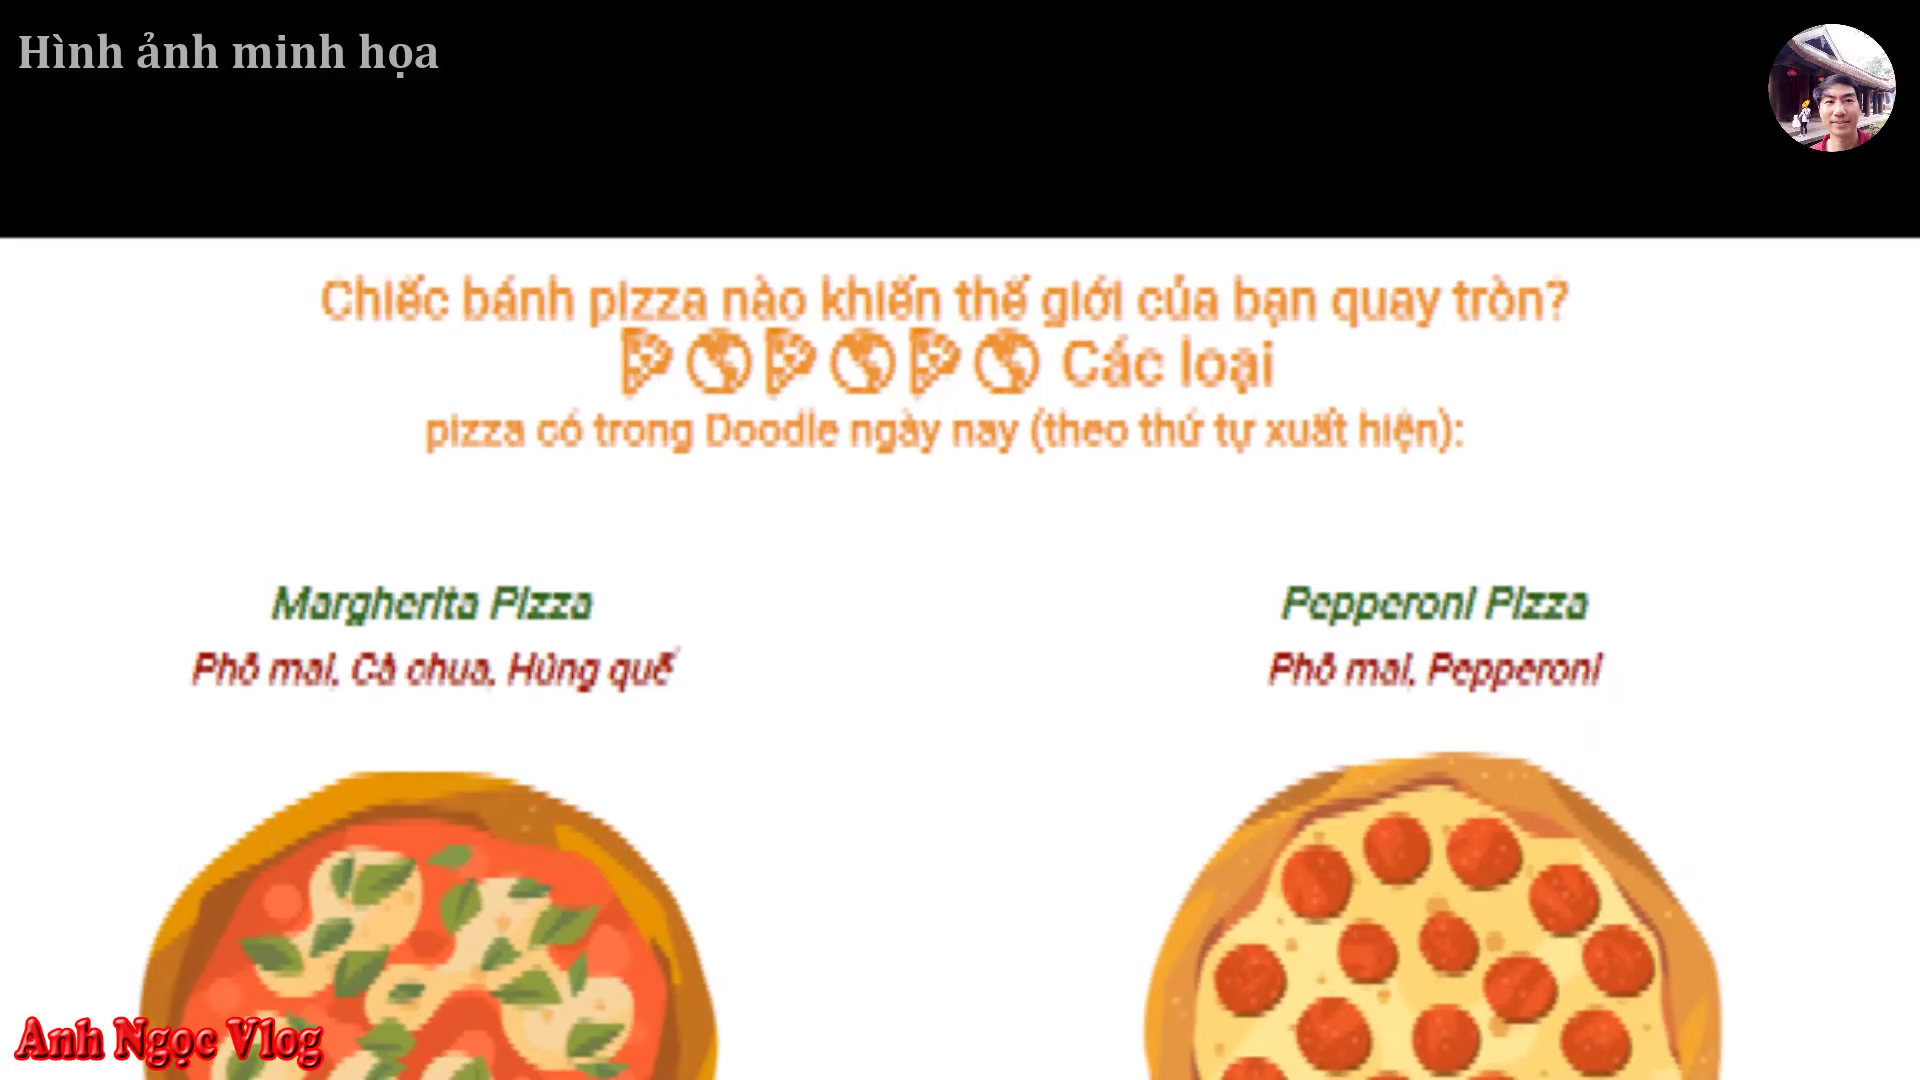 Hình ảnh minh họa
Chiếc bánh pizza nào khiến thế giới của bạn quay tròn?
🍕🌎🍕🌎🍕🌎 Các loại
pizza có trong Doodle ngày nay (theo thứ tự xuất hiện):
Margherita Pizza
Phô mai, Cà chua, Húng quế
Pepperoni Pizza
Phô mai, Pepperoni
Anh Ngọc Vlog